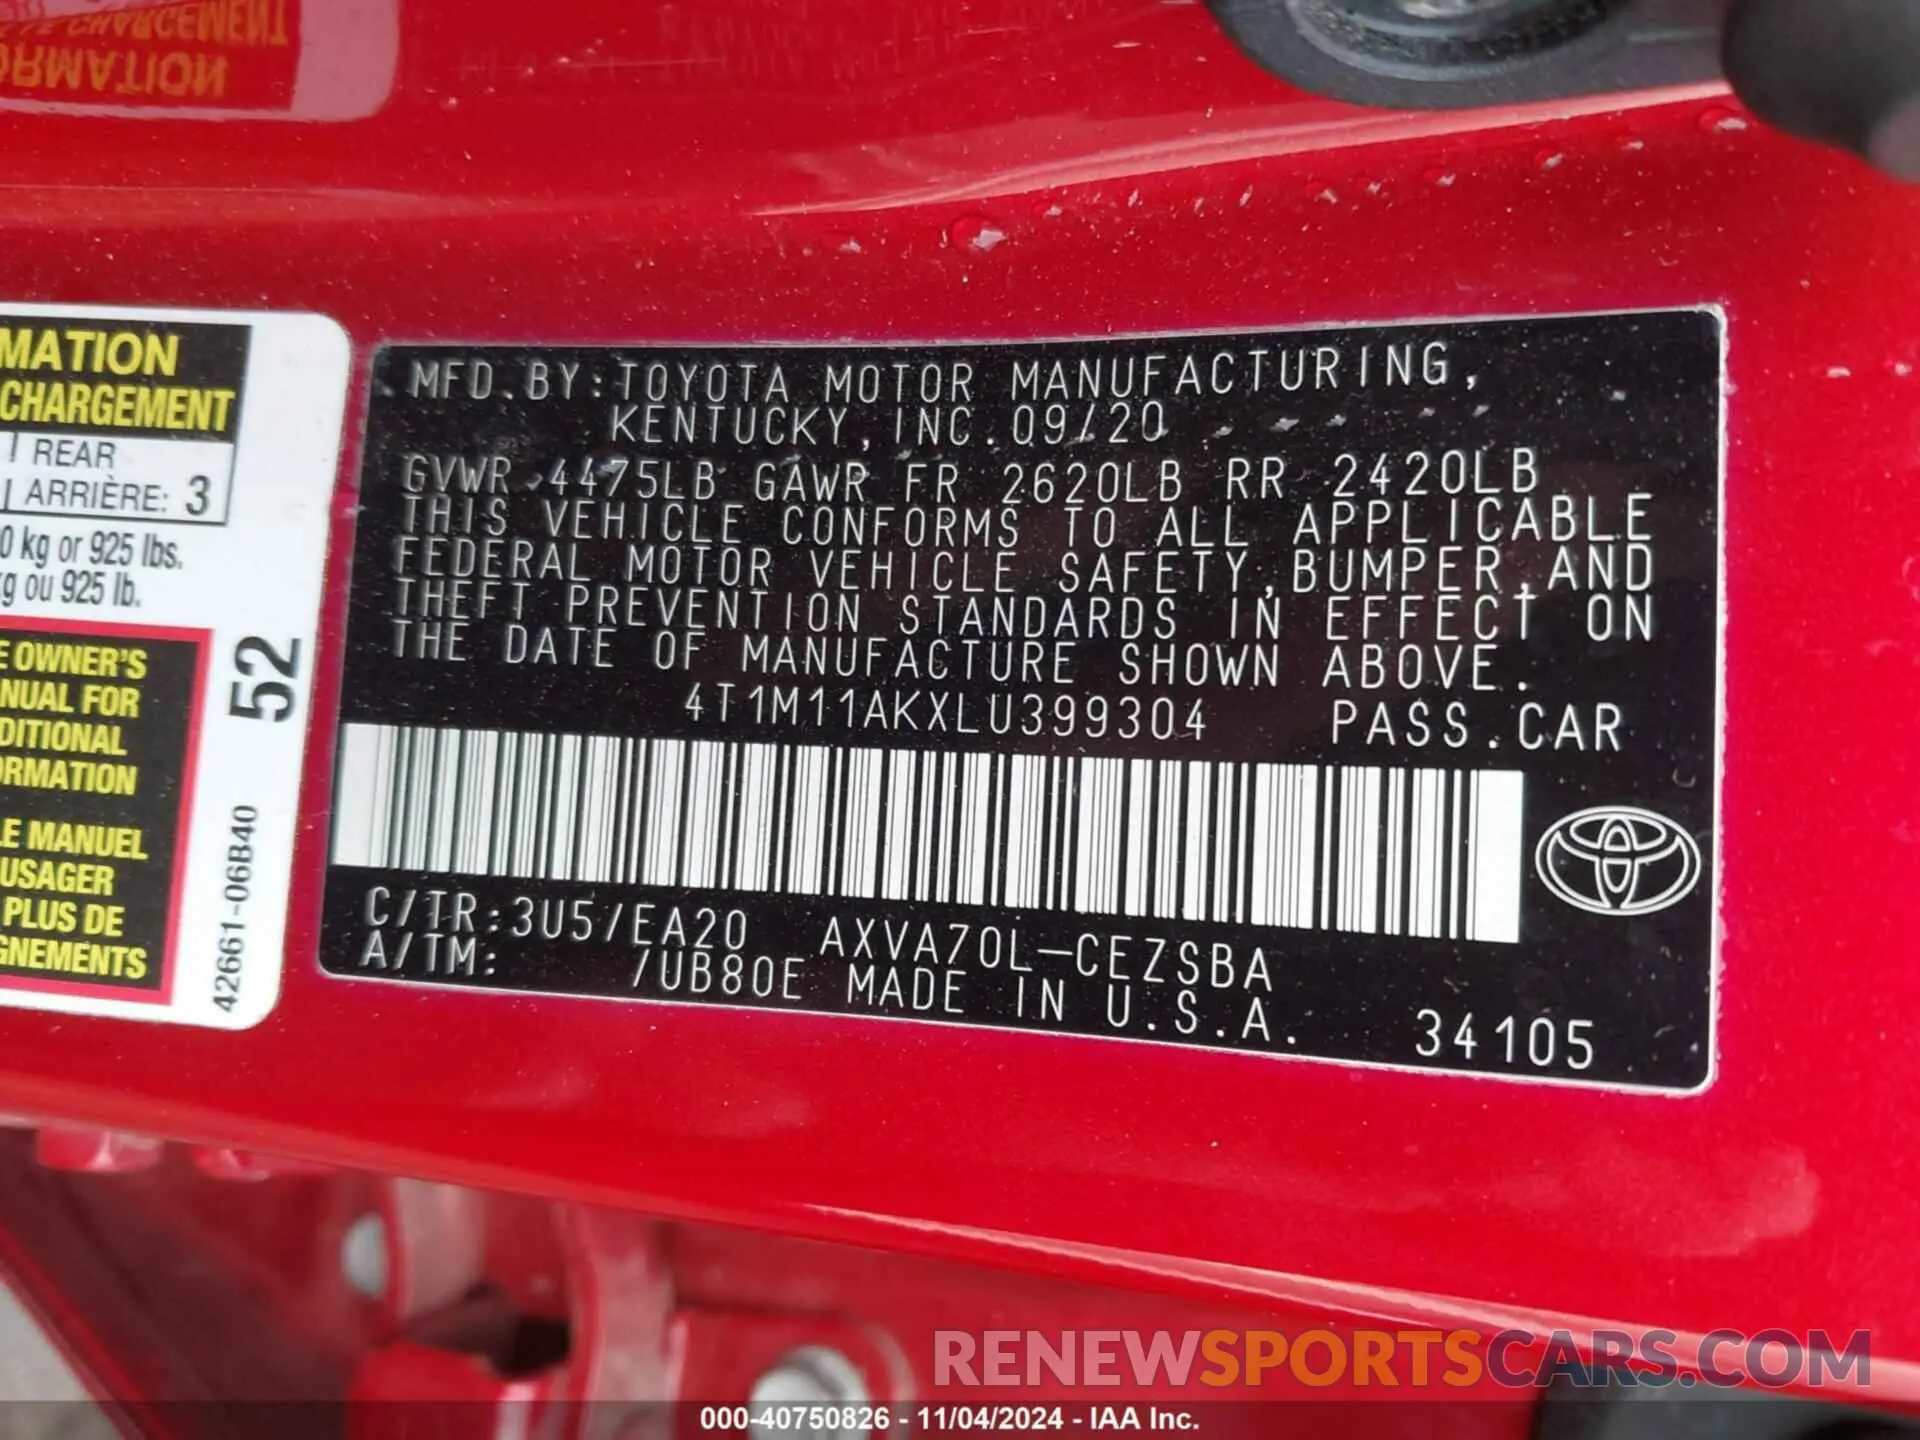 MATION
CHARGEMENT
REAR
ARRIÈRE: 3
0 kg or 925 lbs.
kg ou 925 lb.
E OWNER'S
NUAL FOR
DITIONAL
ORMATION
LE MANUEL
USAGER
PLUS DE
GNEMENTS
52
42661-06B40
MFD.BY:TOYOTA MOTOR MANUFACTURING,
KENTUCKY,INC.09/20
GVWR 4475LB GAWR FR 2620LB RR 2420LB
THIS VEHICLE CONFORMS TO ALL APPLICABLE
FEDERAL MOTOR VEHICLE SAFETY,BUMPER,AND
THEFT PREVENTION STANDARDS IN EFFECT ON
THE DATE OF MANUFACTURE SHOWN ABOVE.
4T1M11AKXLU399304 PASS.CAR
C/TR:3U5/EA20 AXVA70L-CEZSBA
A/TM: /UB80E MADE IN U.S.A. 34105
RENEWSPORTSCARS.COM
000-40750826 - 11/04/2024 - IAA Inc.